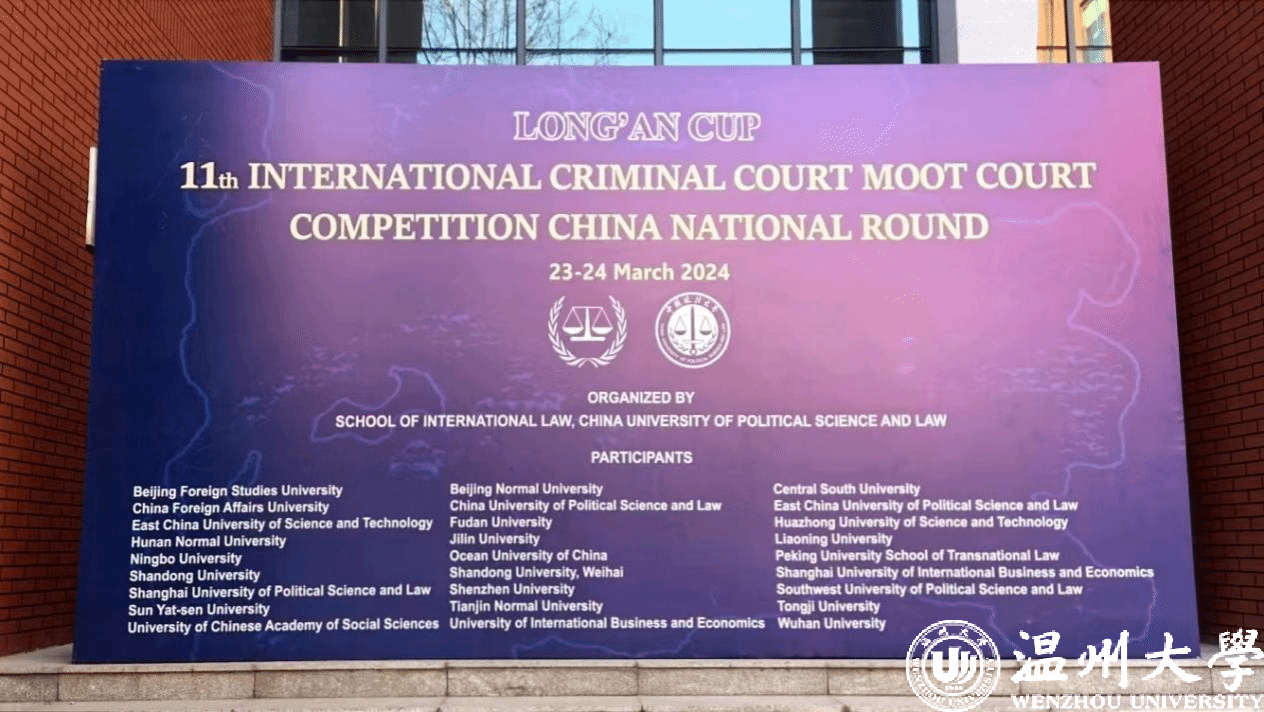 LONG'AN CUP
11th INTERNATIONAL CRIMINAL COURT MOOT COURT
COMPETITION CHINA NATIONAL ROUND
23-24 March 2024
ORGANIZED BY
SCHOOL OF INTERNATIONAL LAW, CHINA UNIVERSITY OF POLITICAL SCIENCE AND LAW
PARTICIPANTS
Beijing Foreign Studies University
China Foreign Affairs University
East China University of Science and Technology
Hunan Normal University
Ningbo University
Shandong University
Shanghai University of Political Science and Law
Sun Yat-sen University
University of Chinese Academy of Social Sciences
Beijing Normal University
China University of Political Science and Law
Fudan University
Jilin University
Ocean University of China
Shandong University, Weihai
Shenzhen University
Tianjin Normal University
University of International Business and Economics
Central South University
East China University of Political Science and Law
Huazhong University of Science and Technology
Liaoning University
Peking University School of Transnational Law
Shanghai University of International Business and Economics
Southwest University of Political Science and Law
Tongji University
Wuhan University
温州大學
WENZHOU UNIVERSITY